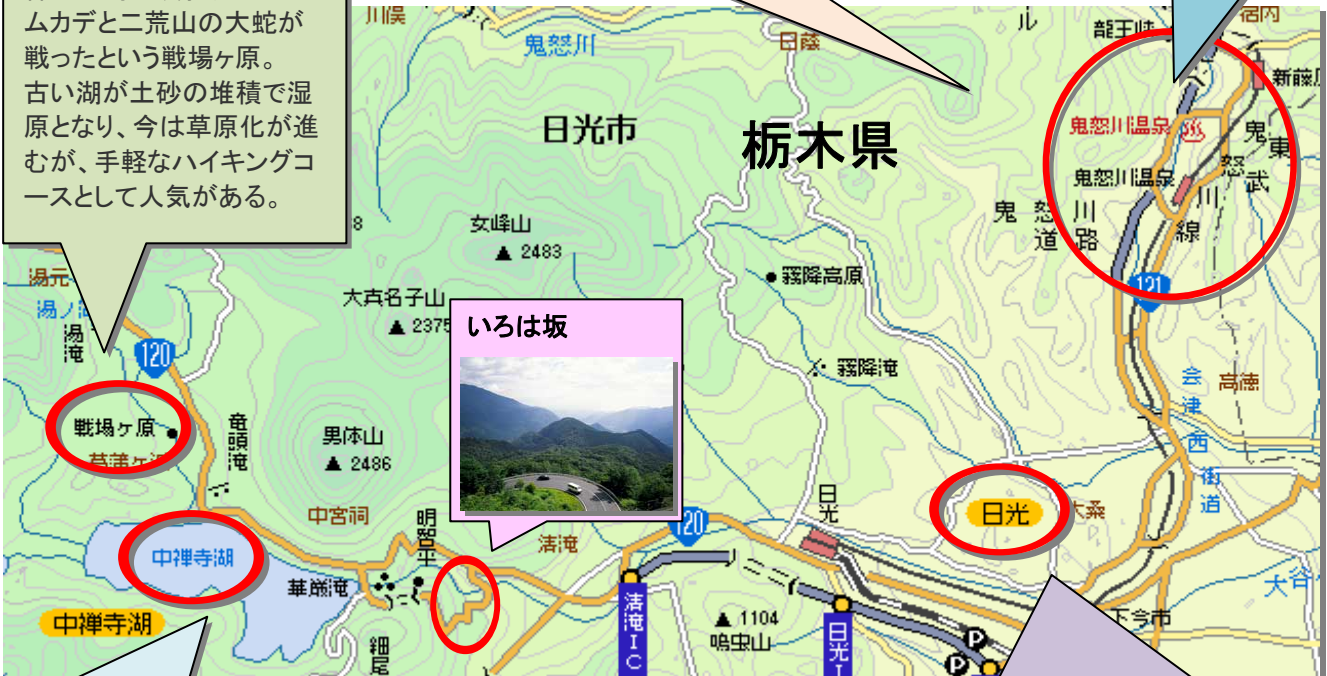 ムカデと二荒山の大蛇が
戦ったという戦場ヶ原。
古い湖が土砂の堆積で湿
原となり、今は草原化が進
むが、手軽なハイキングコ
ースとして人気がある。
川俣
鬼怒川
日蔭
龍王峡
新藤
日光市
栃木県
鬼怒川温泉
鬼怒川温泉
東武
鬼怒川線
鬼怒川道路
121
女峰山
▲ 2483
霧降高原
湯元
大真名子山
▲ 2375
いろは坂
湯滝
120
霧降滝
会津西街道
高徳
戦場ヶ原
竜頭滝
男体山
▲ 2486
日光
日光
大桑
中宮祠
明智平
清滝
120
中禅寺湖
華厳滝
中禅寺湖
細尾
清滝IC
▲ 1104
鳴虫山
日光I
下今市
大谷
P
P